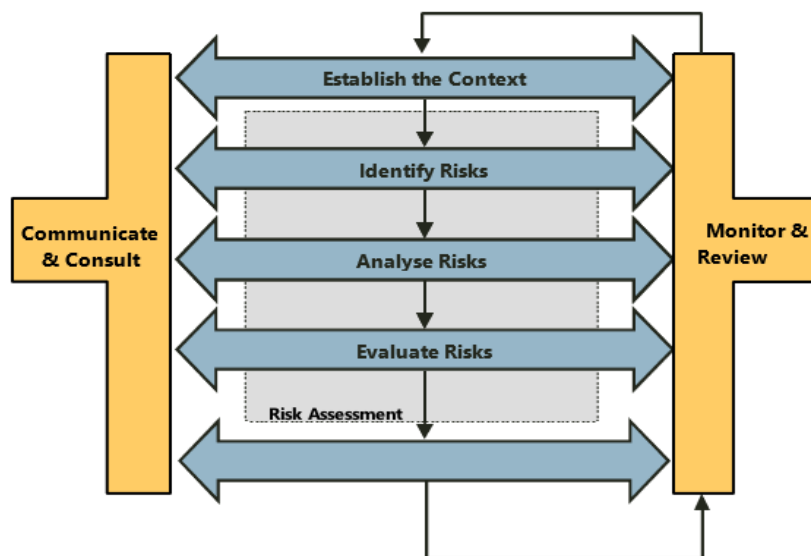 Establish the Context
Identify Risks
Communicate
& Consult
Monitor &
Review
Analyse Risks
Evaluate Risks
Risk Assessment